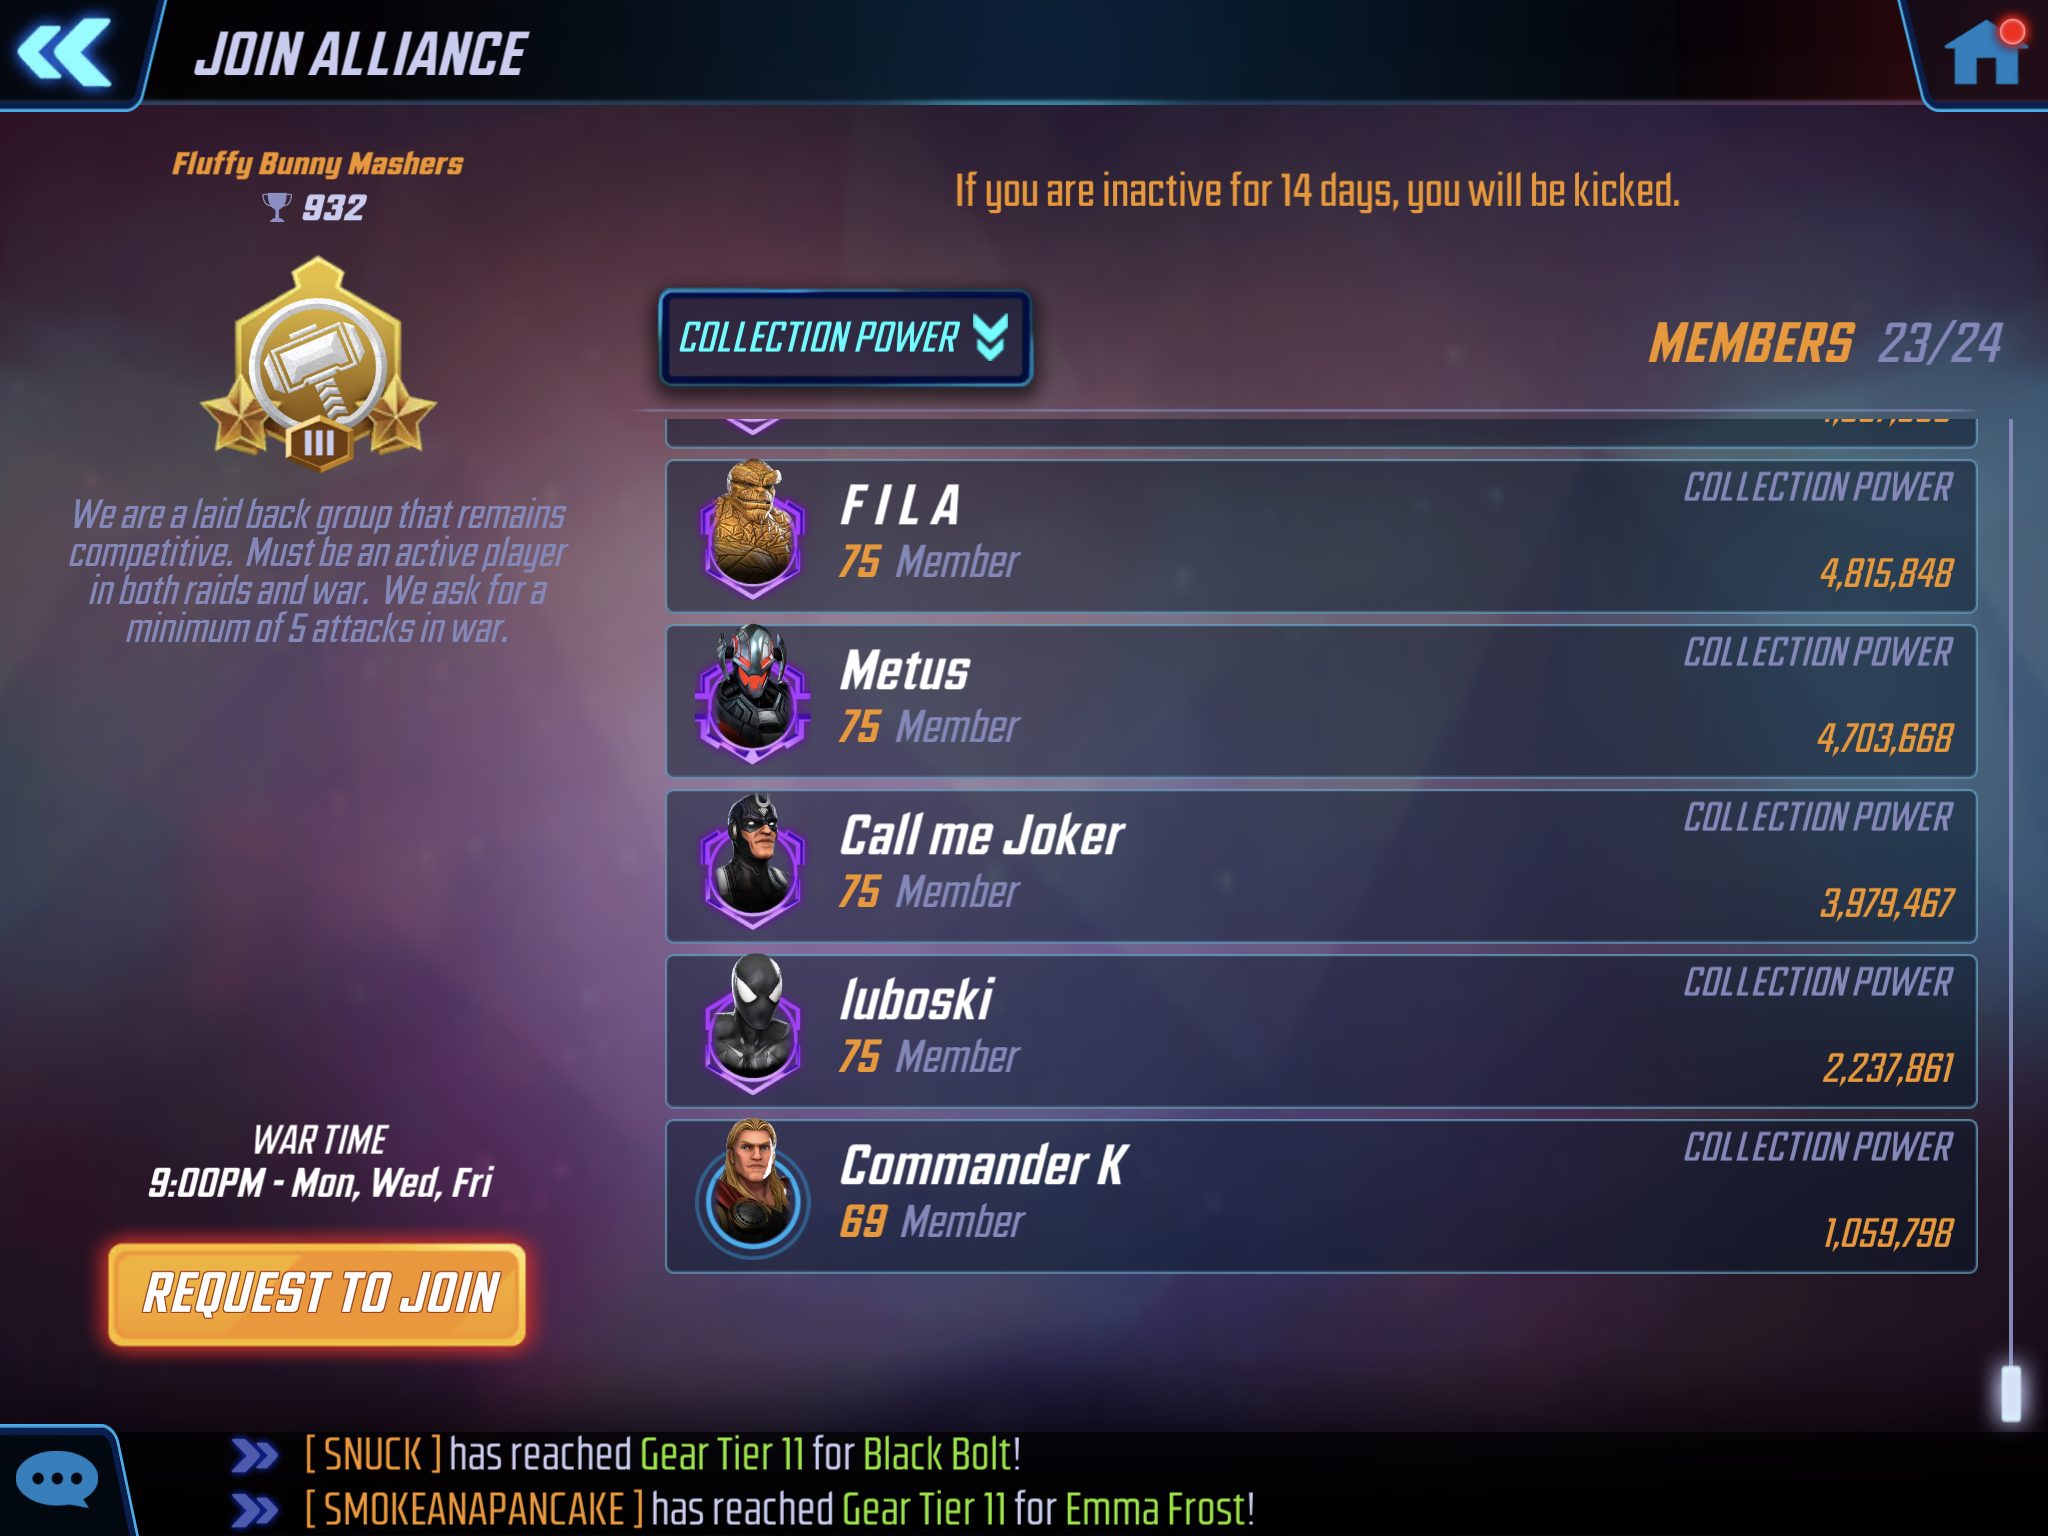 JOIN ALLIANCE
Fluffy Bunny Mashers
932
III
We are a laid back group that remains
competitive. Must be an active player
in both raids and war. We ask for a
minimum of 5 attacks in war.
WAR TIME
9:00PM - Mon, Wed, Fri
REQUEST TO JOIN
If you are inactive for 14 days, you will be kicked.
COLLECTION POWER
MEMBERS 23/24
F I L A
75 Member
COLLECTION POWER
4,815,848
Metus
75 Member
COLLECTION POWER
4,703,668
Call me Joker
75 Member
COLLECTION POWER
3,979,467
luboski
75 Member
COLLECTION POWER
2,237,861
Commander K
69 Member
COLLECTION POWER
1,059,798
[ SNUCK ] has reached Gear Tier 11 for Black Bolt!
[ SMOKEANAPANCAKE ] has reached Gear Tier 11 for Emma Frost!